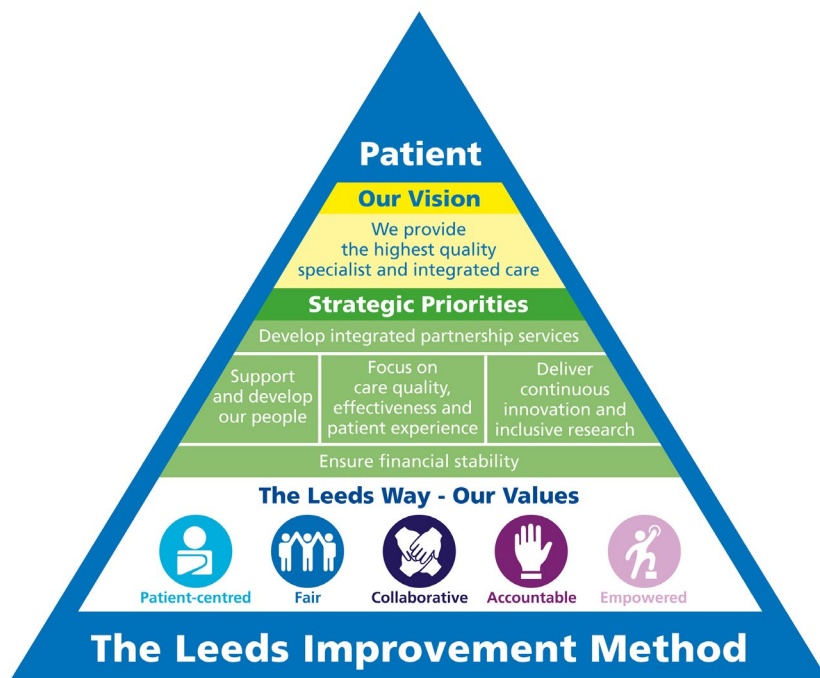 Patient
Our Vision
We provide
the highest quality
specialist and integrated care
Strategic Priorities
Develop integrated partnership services
Support
and develop
our people
Focus on
care quality,
effectiveness and
patient experience
Deliver
continuous
innovation and
inclusive research
Ensure financial stability
The Leeds Way - Our Values
Patient-centred
Fair
Collaborative
Accountable
Empowered
The Leeds Improvement Method